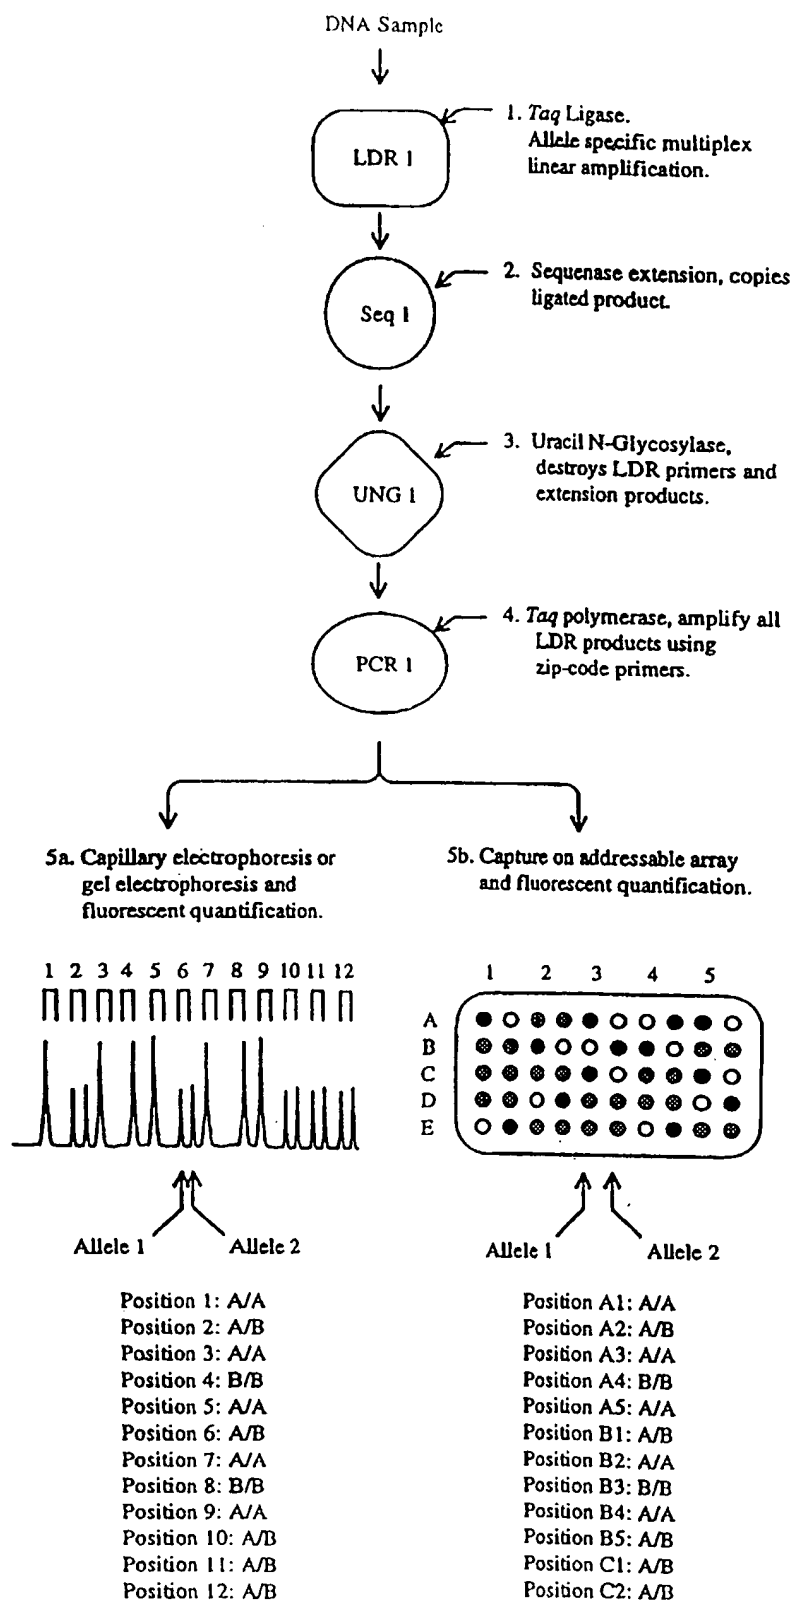 DNA Sample
LDR 1
1. Taq Ligase.
Allele specific multiplex
linear amplification.
Seq 1
2. Sequenase extension, copies
ligated product.
UNG 1
3. Uracil N-Glycosylase,
destroys LDR primers and
extension products.
PCR 1
4. Taq polymerase, amplify all
LDR products using
zip-code primers.
5a. Capillary electrophoresis or
gel electrophoresis and
fluorescent quantification.
1 2 3 4 5 6 7 8 9 10 11 12
Allele 1
Allele 2
Position 1: A/A
Position 2: A/B
Position 3: A/A
Position 4: B/B
Position 5: A/A
Position 6: A/B
Position 7: A/A
Position 8: B/B
Position 9: A/A
Position 10: A/B
Position 11: A/B
Position 12: A/B
5b. Capture on addressable array
and fluorescent quantification.
1 2 3 4 5
A
B
C
D
E
Allele 1
Allele 2
Position A1: A/A
Position A2: A/B
Position A3: A/A
Position A4: B/B
Position A5: A/A
Position B1: A/B
Position B2: A/A
Position B3: B/B
Position B4: A/A
Position B5: A/B
Position C1: A/B
Position C2: A/B